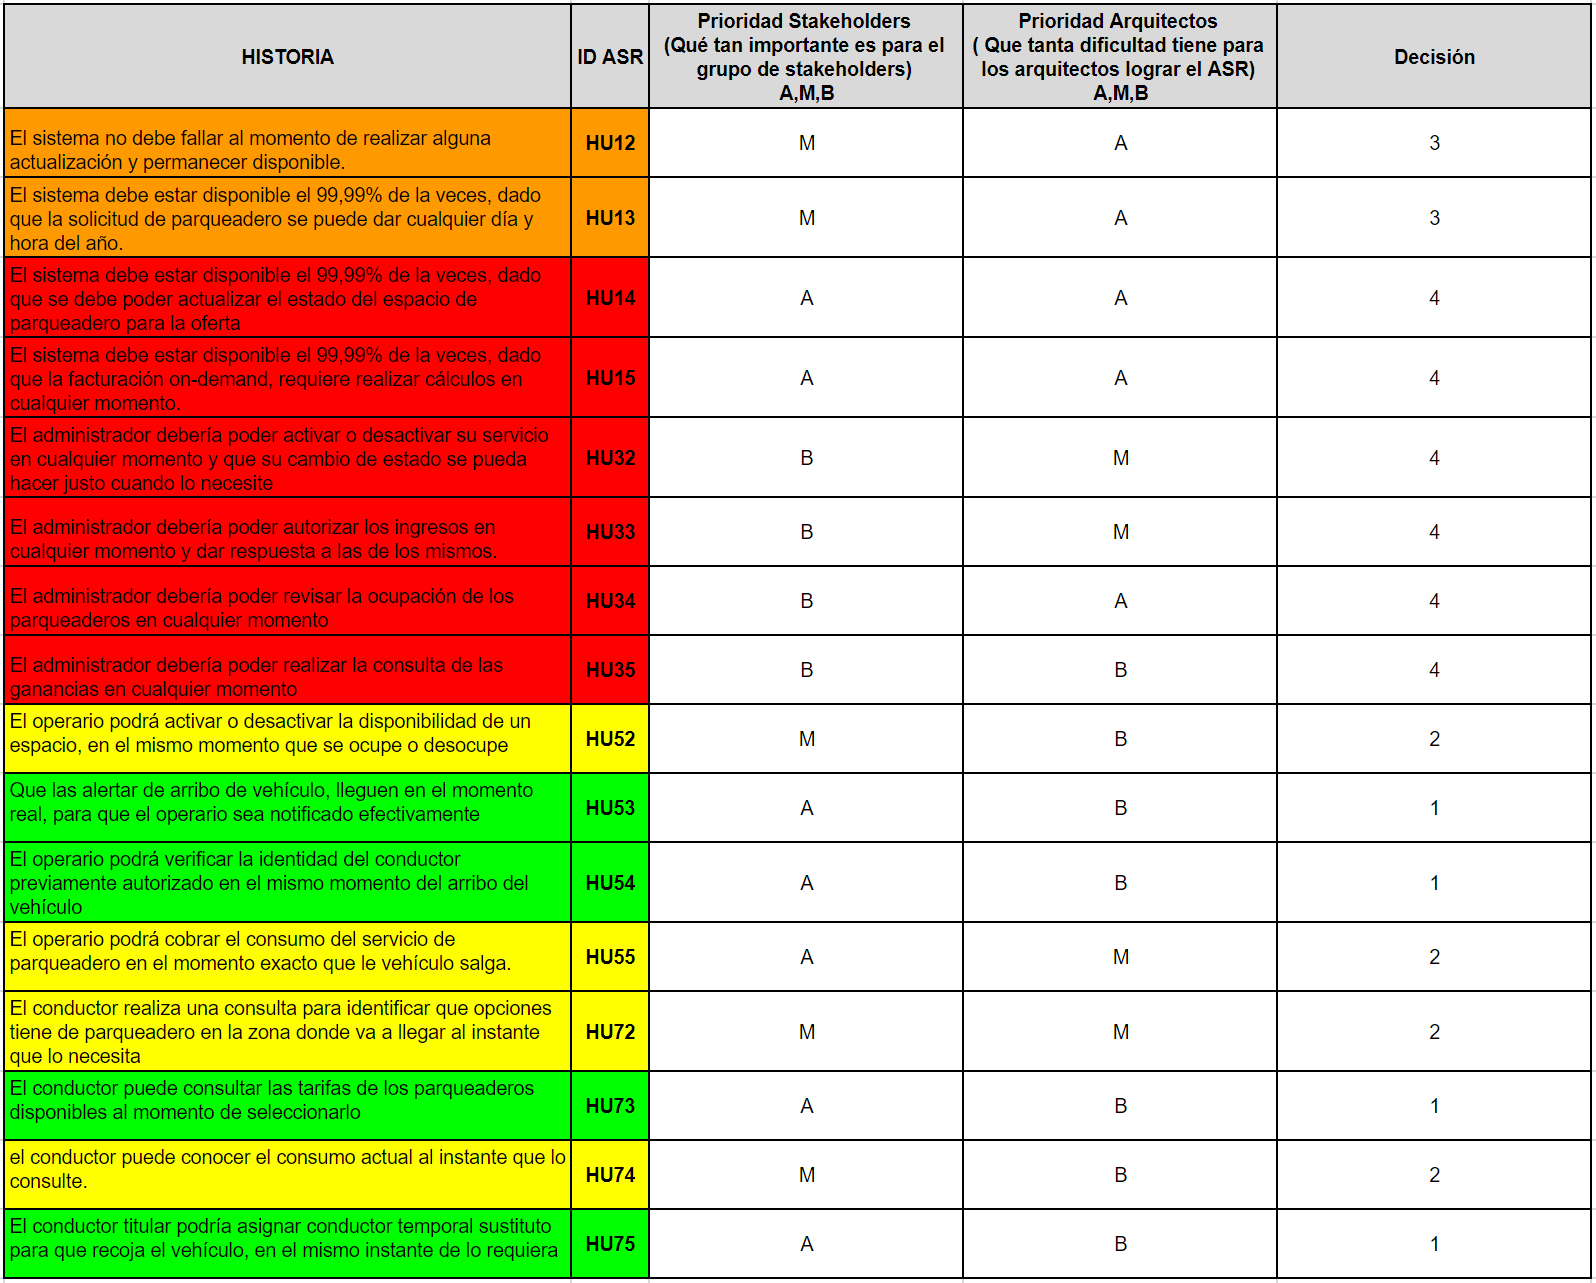 HISTORIA
ID ASR
Prioridad Stakeholders
(Qué tan importante es para el
grupo de stakeholders)
A,M,B
Prioridad Arquitectos
( Que tanta dificultad tiene para
los arquitectos lograr el ASR)
A,M,B
Decisión
El sistema no debe fallar al momento de realizar alguna
actualización y permanecer disponible.
HU12
M
A
3
El sistema debe estar disponible el 99,99% de la veces, dado
que la solicitud de parqueadero se puede dar cualquier día y
hora del año.
HU13
M
A
3
El sistema debe estar disponible el 99,99% de la veces, dado
que se debe poder actualizar el estado del espacio de
parqueadero para la oferta
HU14
A
A
4
El sistema debe estar disponible el 99,99% de la veces, dado
que la facturación on-demand, requiere realizar cálculos en
cualquier momento.
HU15
A
A
4
El administrador debería poder activar o desactivar su servicio
en cualquier momento y que su cambio de estado se pueda
hacer justo cuando lo necesite
HU32
B
M
4
El administrador debería poder autorizar los ingresos en
cualquier momento y dar respuesta a las de los mismos.
HU33
B
M
4
El administrador debería poder revisar la ocupación de los
parqueaderos en cualquier momento
HU34
B
A
4
El administrador debería poder realizar la consulta de las
ganancias en cualquier momento
HU35
B
B
4
El operario podrá activar o desactivar la disponibilidad de un
espacio, en el mismo momento que se ocupe o desocupe
HU52
M
B
2
Que las alertar de arribo de vehículo, lleguen en el momento
real, para que el operario sea notificado efectivamente
HU53
A
B
1
El operario podrá verificar la identidad del conductor
previamente autorizado en el mismo momento del arribo del
vehículo
HU54
A
B
1
El operario podrá cobrar el consumo del servicio de
parqueadero en el momento exacto que le vehículo salga.
HU55
A
M
2
El conductor realiza una consulta para identificar que opciones
tiene de parqueadero en la zona donde va a llegar al instante
que lo necesita
HU72
M
M
2
El conductor puede consultar las tarifas de los parqueaderos
disponibles al momento de seleccionarlo
HU73
A
B
1
el conductor puede conocer el consumo actual al instante que lo
consulte.
HU74
M
B
2
El conductor titular podría asignar conductor temporal sustituto
para que recoja el vehículo, en el mismo instante de lo requiera
HU75
A
B
1